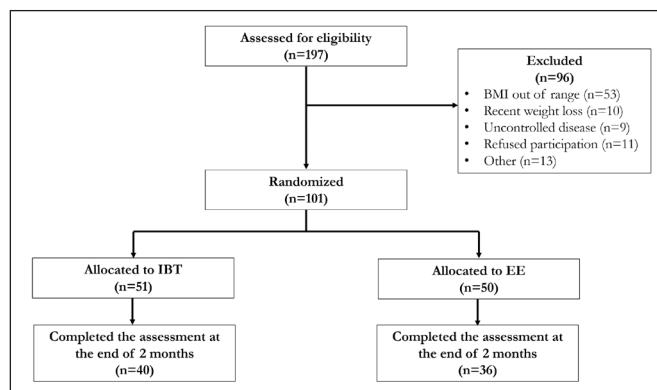 Assessed for eligibility
(n=197)
Excluded
(n=96)
• BMI out of range (n=53)
• Recent weight loss (n=10)
• Uncontrolled disease (n=9)
• Refused participation (n=11)
• Other (n=13)
Randomized
(n=101)
Allocated to IBT
(n=51)
Allocated to EE
(n=50)
Completed the assessment at
the end of 2 months
(n=40)
Completed the assessment at
the end of 2 months
(n=36)